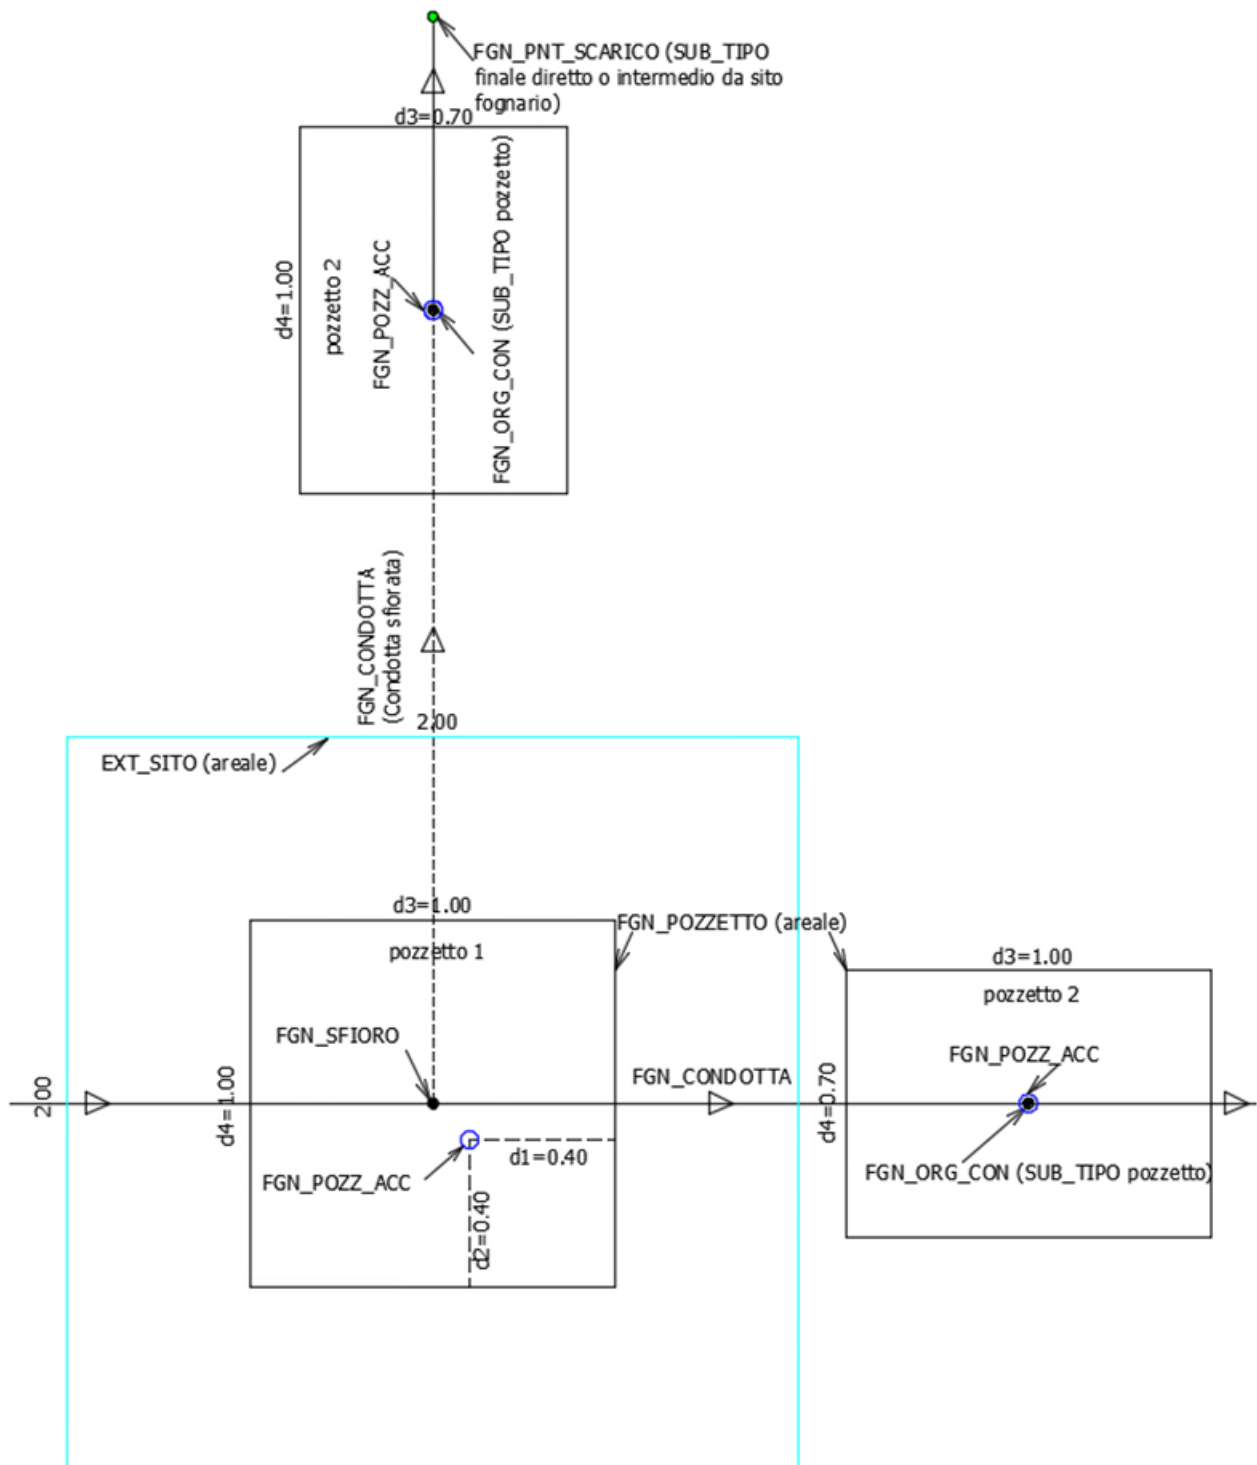 FGN_PNT_SCARICO (SUB_TIPO
finale diretto o intermedio da sito
fognario)
d3=0.70
d4=1.00
pozzetto 2
FGN_POZZ_ACC
FGN_ORG_CON (SUB_TIPO pozzetto)
FGN_CONDOTTA
(Condotta sfiorata)
2.00
EXT_SITO (areale)
d3=1.00
FGN_POZZETTO (areale)
pozzetto 1
d3=1.00
pozzetto 2
FGN_SFIORO
FGN_POZZ_ACC
FGN_CONDOTTA
2.00
d4=1.00
d4=0.70
d1=0.40
FGN_ORG_CON (SUB_TIPO pozzetto)
FGN_POZZ_ACC
d2=0.40